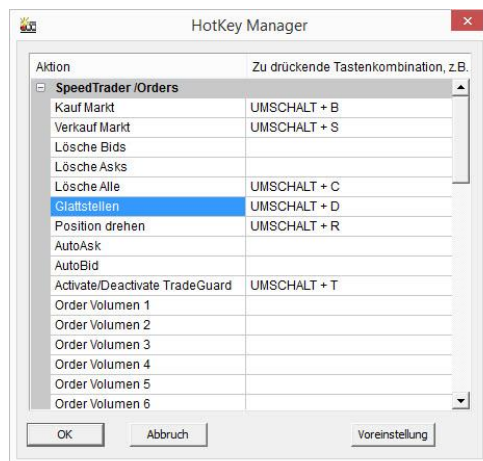 HotKey Manager
Aktion Zu drückende Tastenkombination, z.B.
SpeedTrader /Orders
Kauf Markt UMSCHALT + B
Verkauf Markt UMSCHALT + S
Lösche Bids
Lösche Asks
Lösche Alle UMSCHALT + C
Glattstellen UMSCHALT + D
Position drehen UMSCHALT + R
AutoAsk
AutoBid
Activate/Deactivate TradeGuard UMSCHALT + T
Order Volumen 1
Order Volumen 2
Order Volumen 3
Order Volumen 4
Order Volumen 5
Order Volumen 6
OK Abbruch Voreinstellung